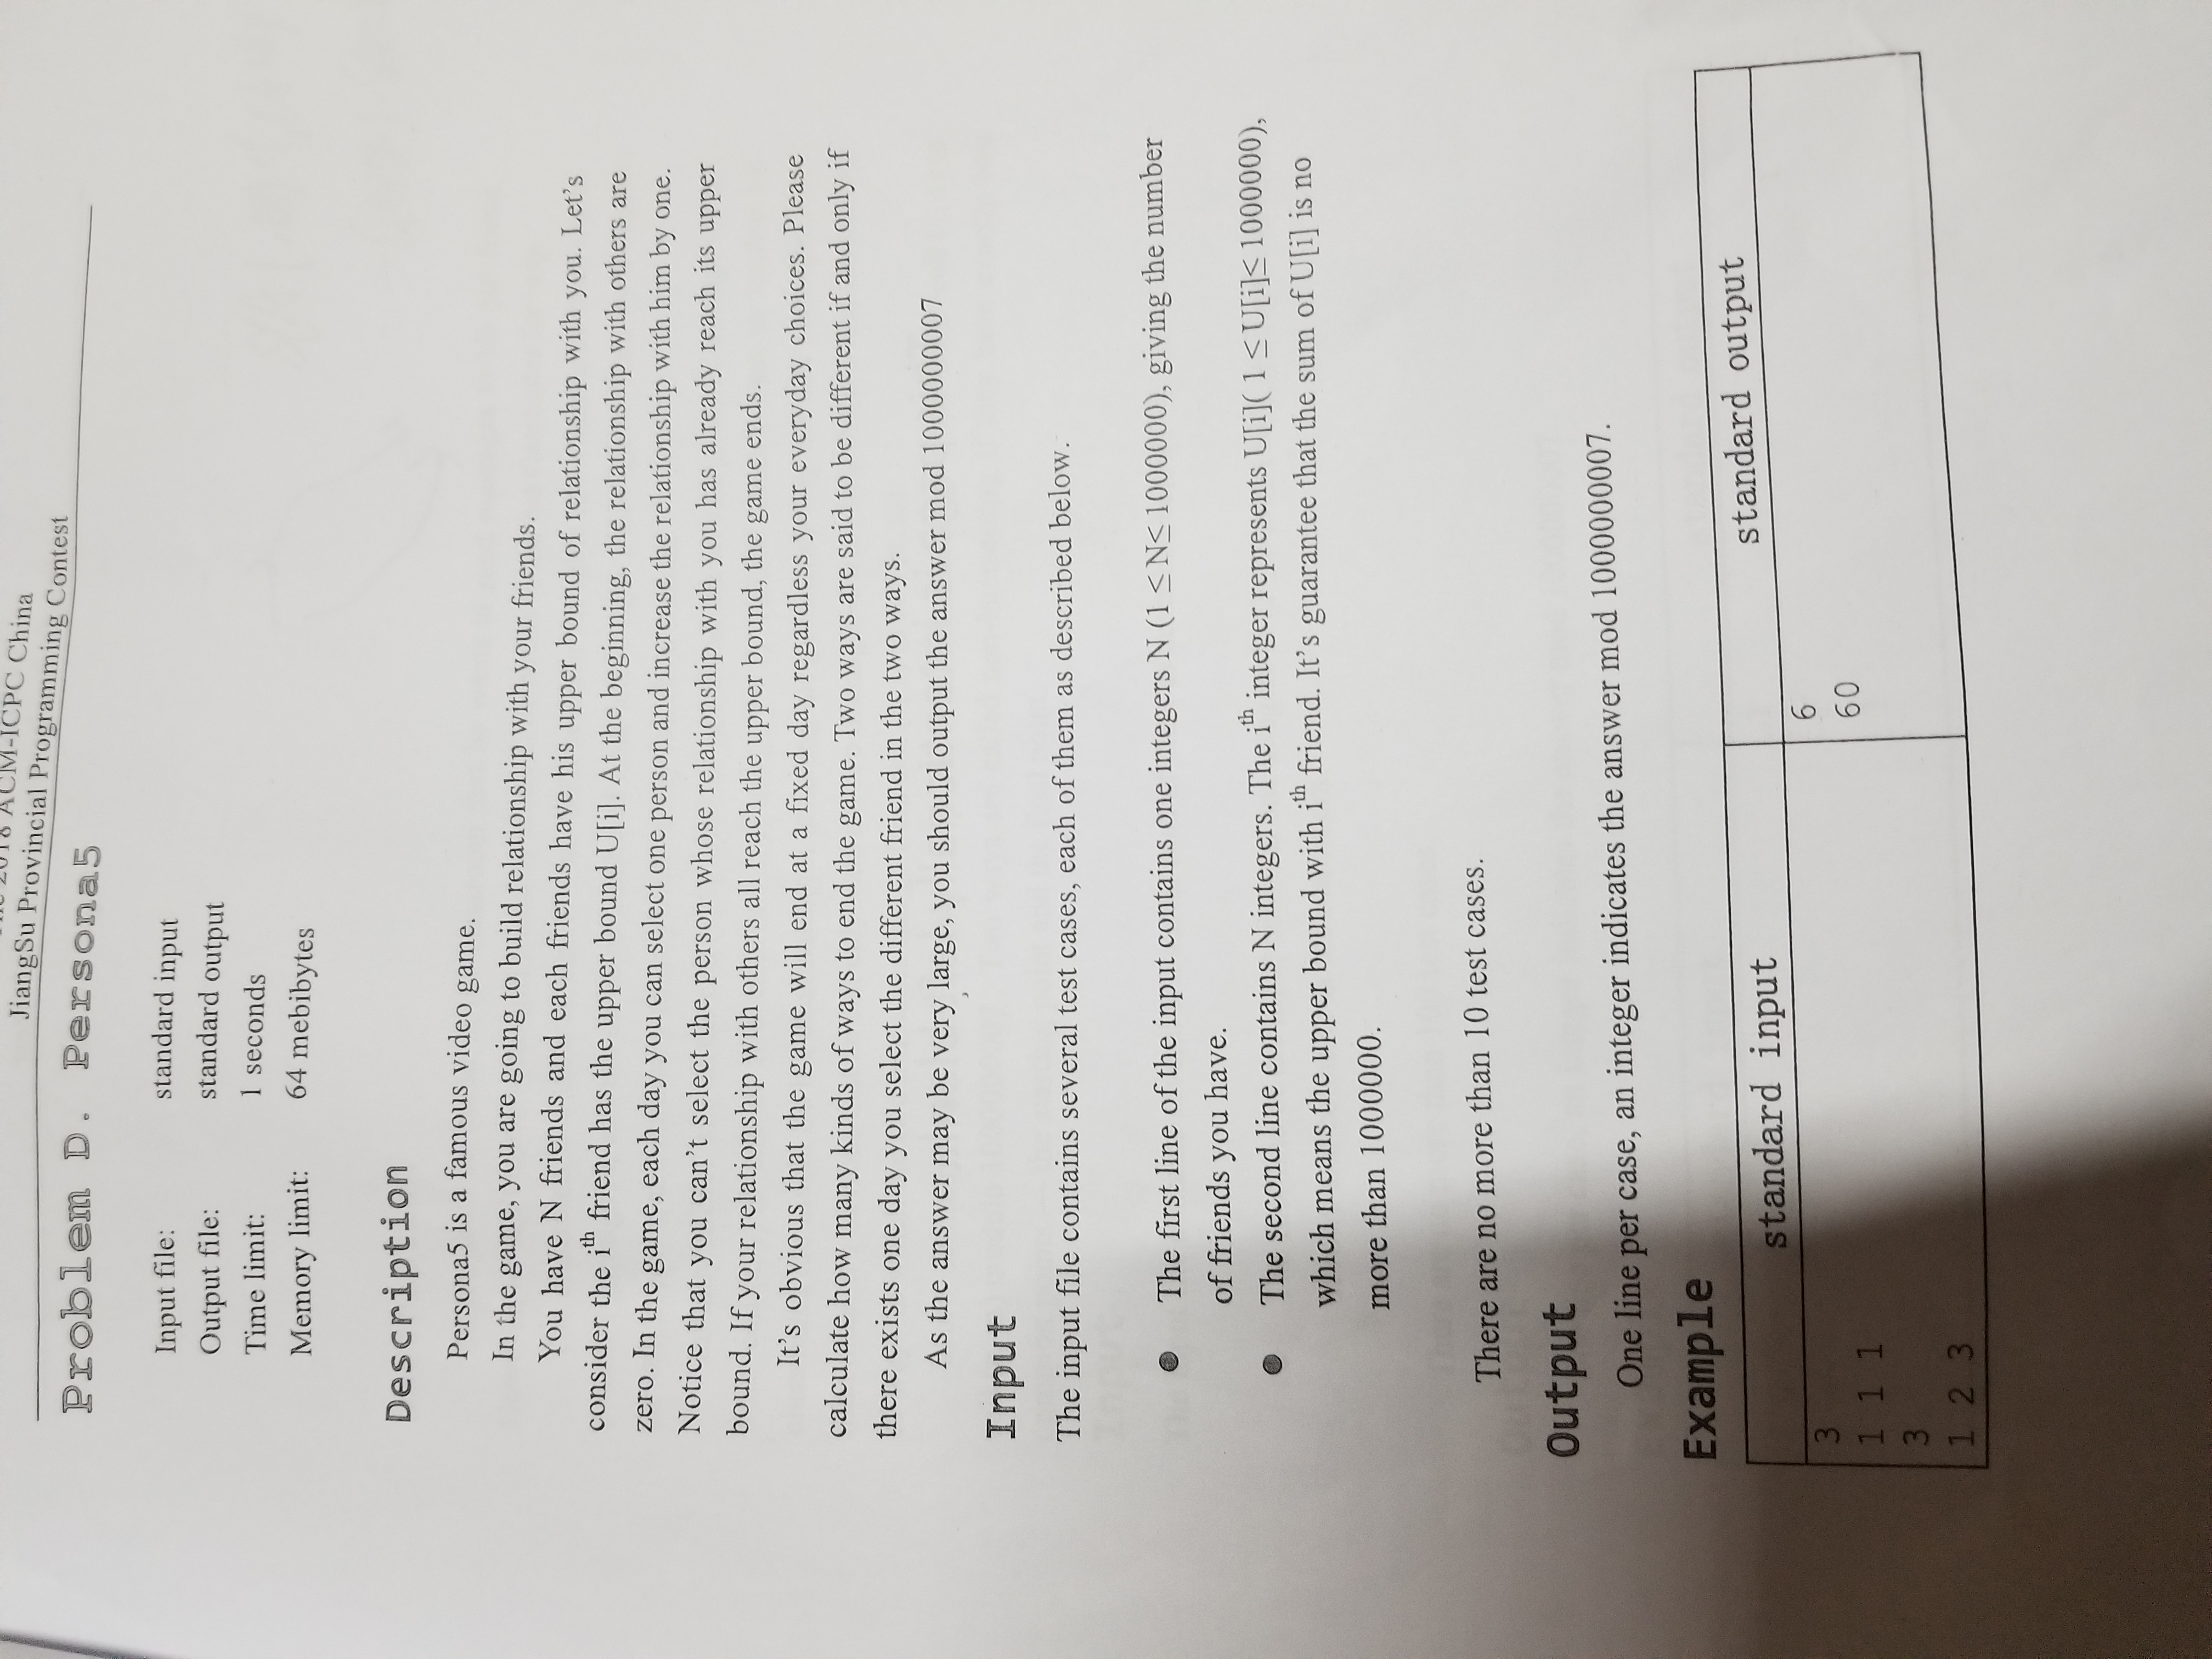 2018 ACM-ICPC China
JiangSu Provincial Programming Contest
Problem D. Persona5
Input file: standard input
Output file: standard output
Time limit: 1 seconds
Memory limit: 64 mebibytes
Description
Persona5 is a famous video game.
In the game, you are going to build relationship with your friends.
You have N friends and each friends have his upper bound of relationship with you. Let's
consider the iᵗʰ friend has the upper bound U[i]. At the beginning, the relationship with others are
zero. In the game, each day you can select one person and increase the relationship with him by one.
Notice that you can't select the person whose relationship with you has already reach its upper
bound. If your relationship with others all reach the upper bound, the game ends.
It's obvious that the game will end at a fixed day regardless your everyday choices. Please
calculate how many kinds of ways to end the game. Two ways are said to be different if and only if
there exists one day you select the different friend in the two ways.
As the answer may be very large, you should output the answer mod 1000000007
Input
The input file contains several test cases, each of them as described below.
● The first line of the input contains one integers N (1 ≤N≤ 1000000), giving the number
of friends you have.
● The second line contains N integers. The iᵗʰ integer represents U[i]( 1 ≤U[i]≤ 1000000),
which means the upper bound with iᵗʰ friend. It's guarantee that the sum of U[i] is no
more than 1000000.
There are no more than 10 test cases.
Output
One line per case, an integer indicates the answer mod 1000000007.
Example
standard input standard output
3 6
1 1 1 60
3
1 2 3